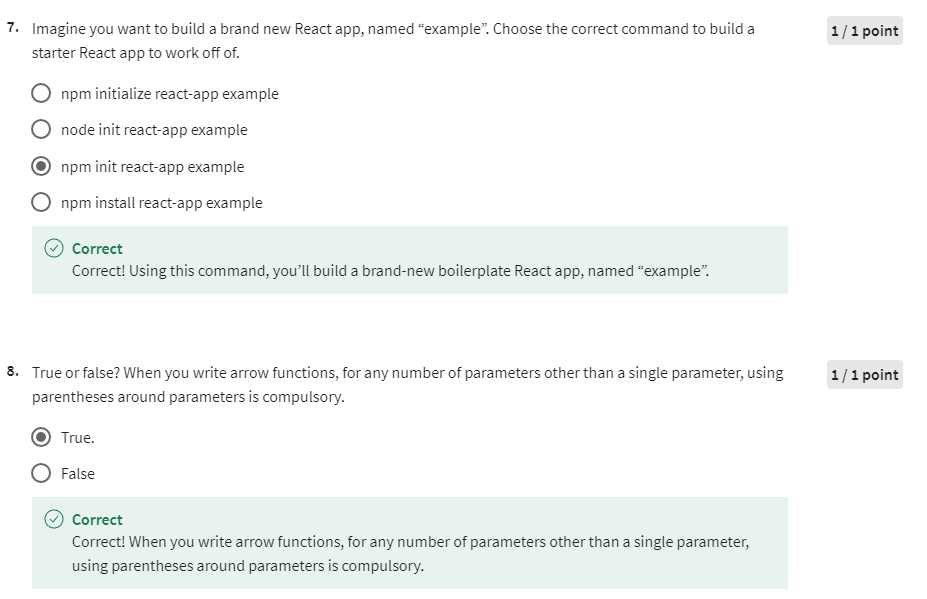 7. Imagine you want to build a brand new React app, named “example”. Choose the correct command to build a
starter React app to work off of.
1 / 1 point
npm initialize react-app example
node init react-app example
npm init react-app example
npm install react-app example
Correct
Correct! Using this command, you’ll build a brand-new boilerplate React app, named “example”.
8. True or false? When you write arrow functions, for any number of parameters other than a single parameter, using
parentheses around parameters is compulsory.
1 / 1 point
True.
False
Correct
Correct! When you write arrow functions, for any number of parameters other than a single parameter,
using parentheses around parameters is compulsory.